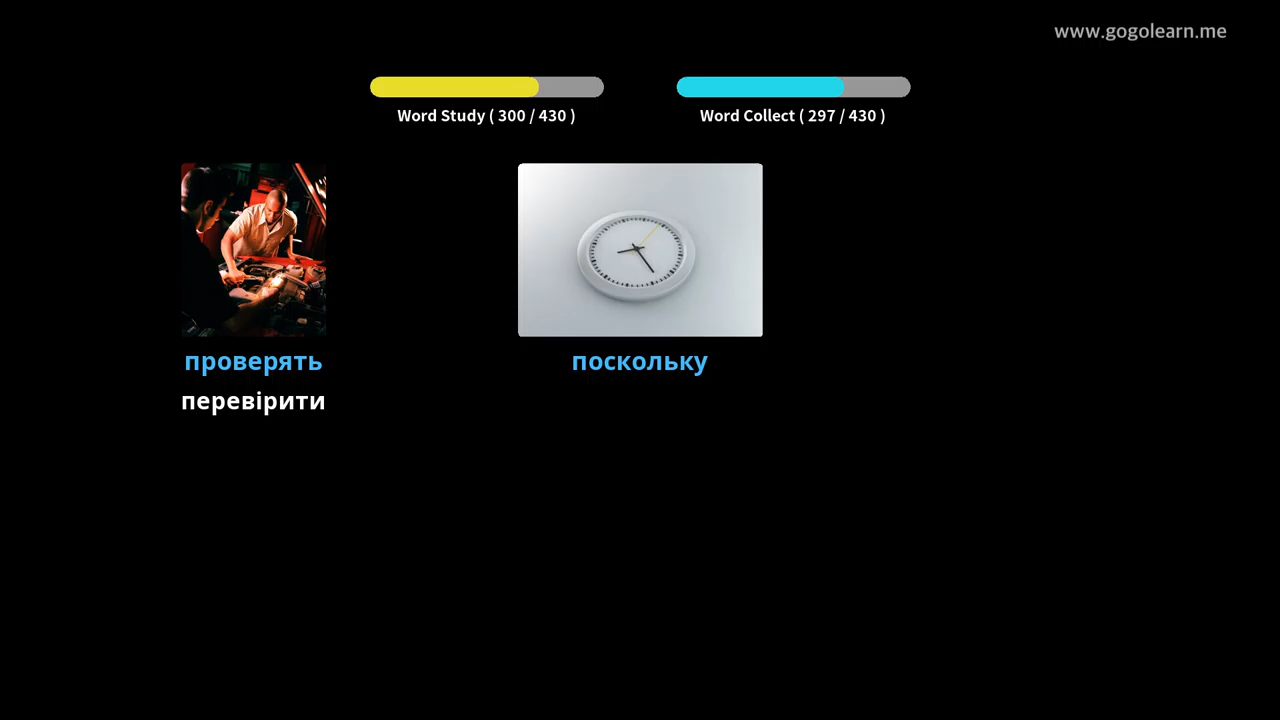 www.gogolearn.me
Word Study ( 300 / 430 )
Word Collect ( 297 / 430 )
проверять
перевірити
поскольку